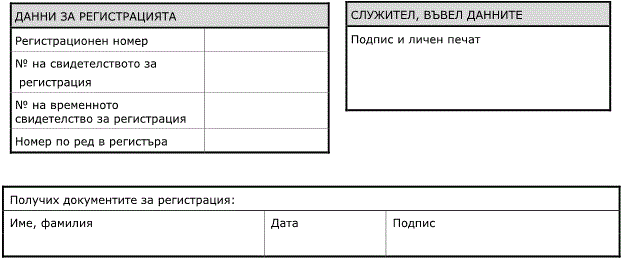 ДАННИ ЗА РЕГИСТРАЦИЯТА
Регистрационен номер
№ на свидетелството за
регистрация
№ на временното
свидетелство за регистрация
Номер по ред в регистъра
СЛУЖИТЕЛ, ВЪВЕЛ ДАННИТЕ
Подпис и личен печат
Получих документите за регистрация:
Име, фамилия
Дата
Подпис